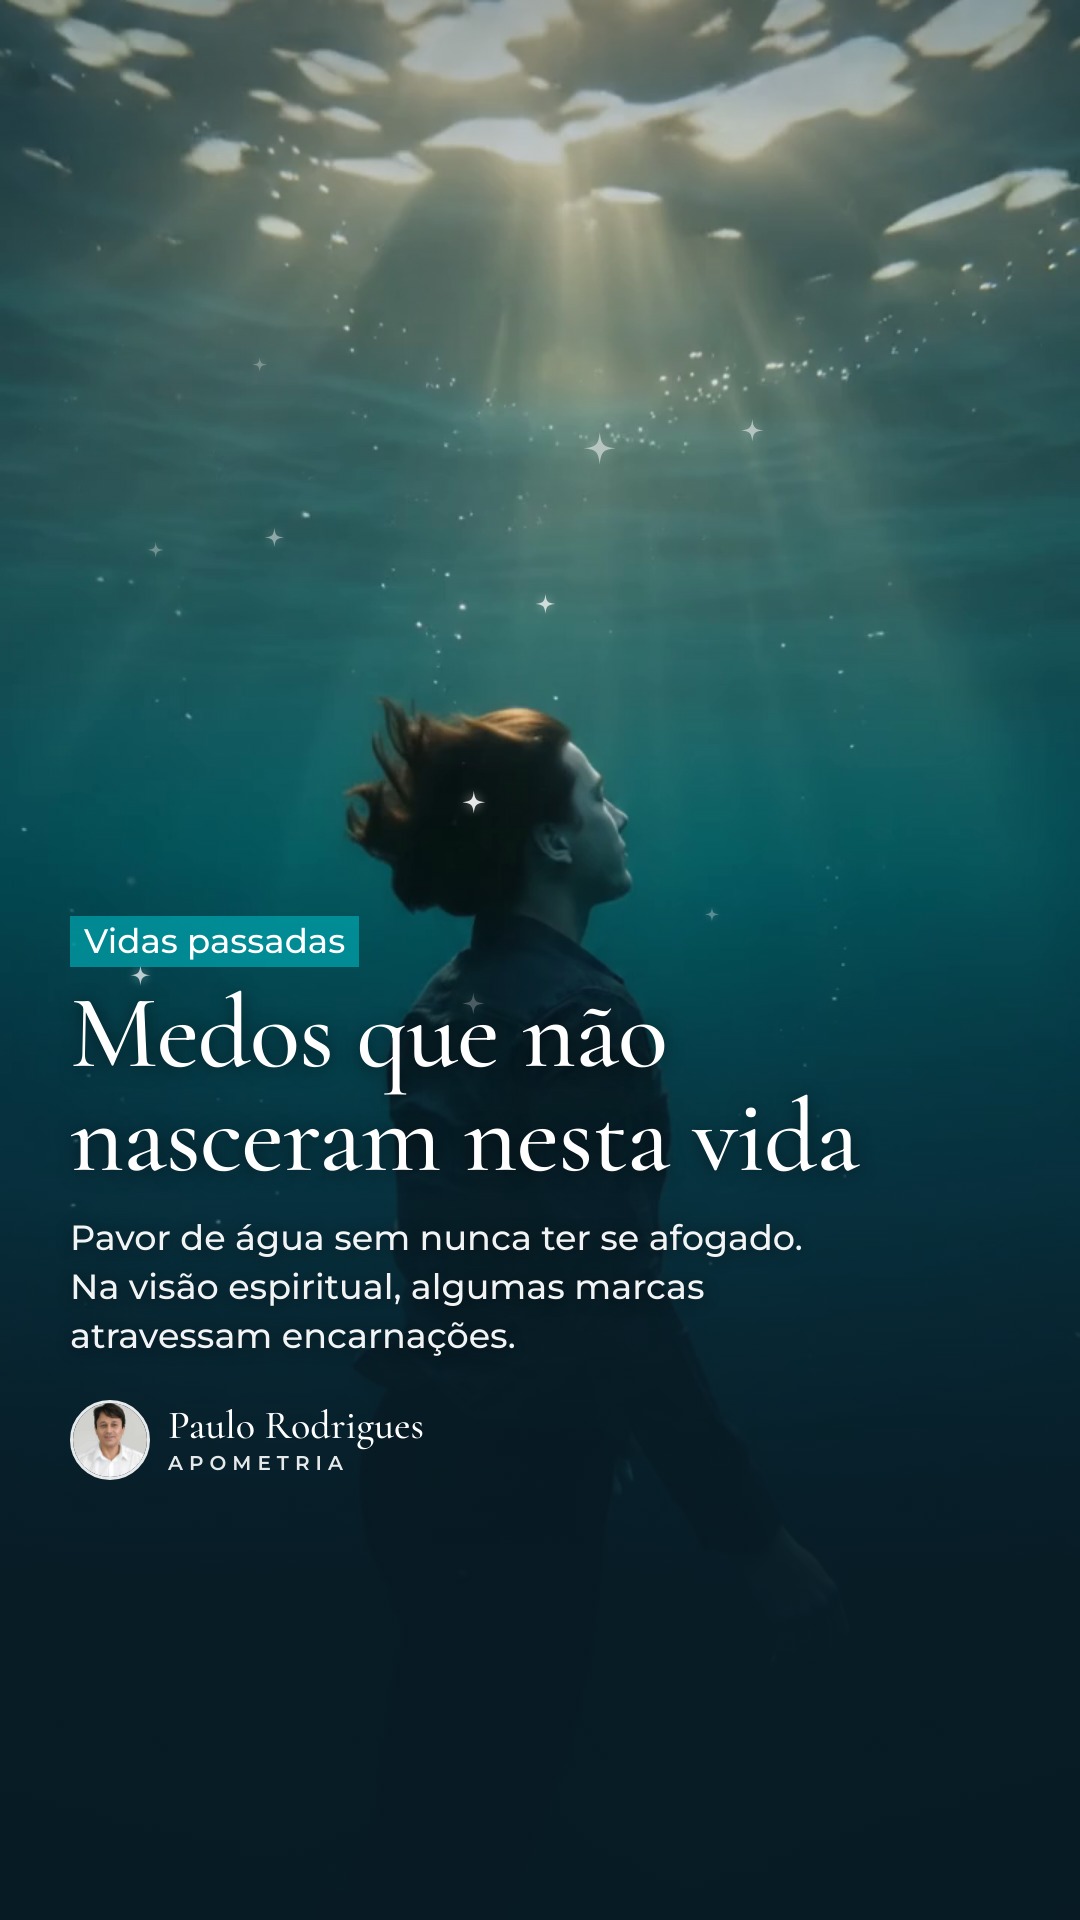 Vidas passadas
Medos que não
nasceram nesta vida
Pavor de água sem nunca ter se afogado.
Na visão espiritual, algumas marcas
atravessam encarnações.
Paulo Rodrigues
APOMETRIA